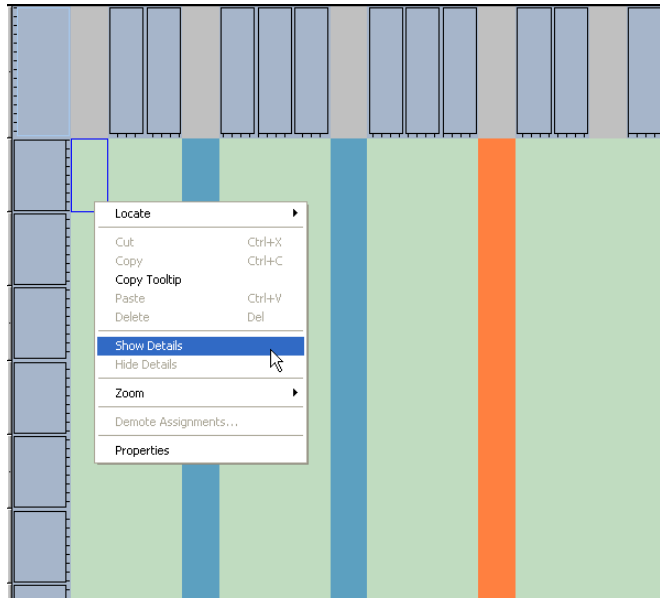 Locate
Cut Ctrl+X
Copy Ctrl+C
Copy Tooltip
Paste Ctrl+V
Delete Del
Show Details
Hide Details
Zoom
Demote Assignments...
Properties